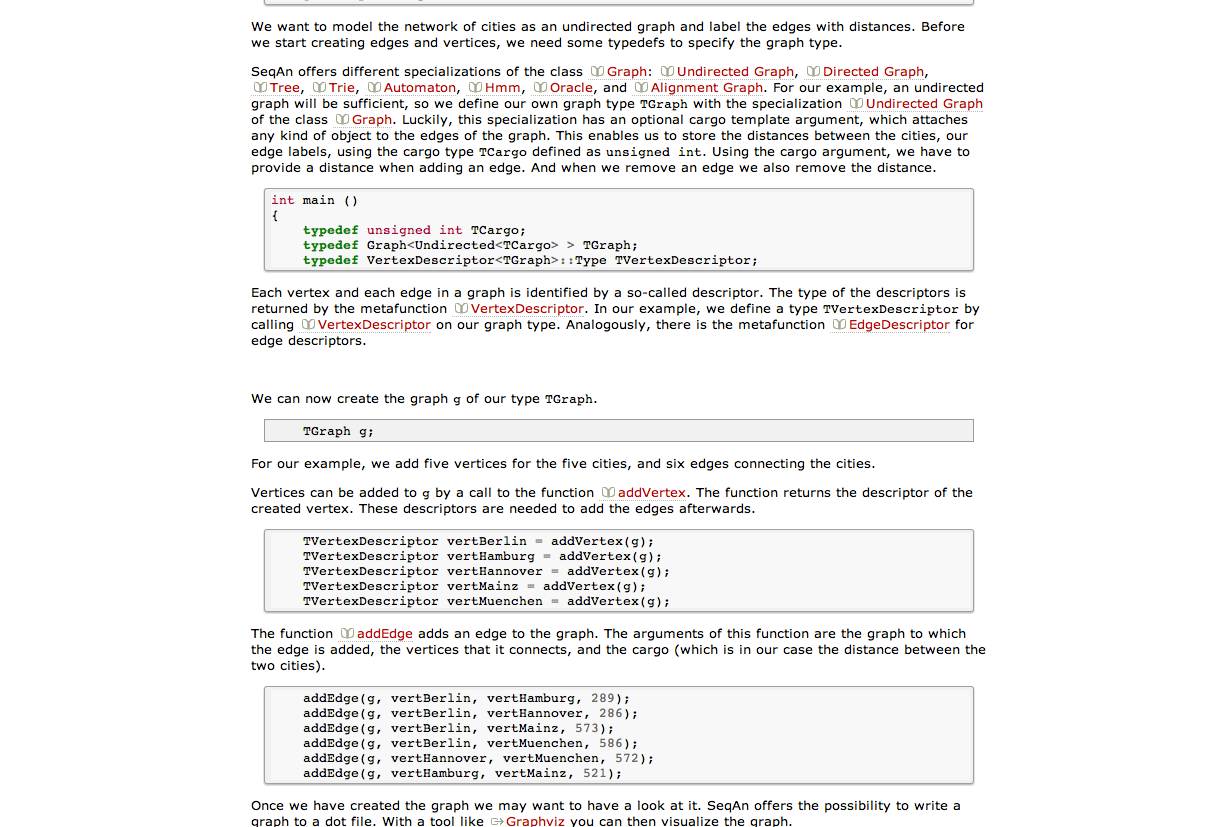 We want to model the network of cities as an undirected graph and label the edges with distances. Before
we start creating edges and vertices, we need some typedefs to specify the graph type.
SeqAn offers different specializations of the class Graph: Undirected Graph, Directed Graph,
Tree, Trie, Automaton, Hmm, Oracle, and Alignment Graph. For our example, an undirected
graph will be sufficient, so we define our own graph type TGraph with the specialization Undirected Graph
of the class Graph. Luckily, this specialization has an optional cargo template argument, which attaches
any kind of object to the edges of the graph. This enables us to store the distances between the cities, our
edge labels, using the cargo type TCargo defined as unsigned int. Using the cargo argument, we have to
provide a distance when adding an edge. And when we remove an edge we also remove the distance.
int main ()
{
typedef unsigned int TCargo;
typedef Graph<Undirected<TCargo> > TGraph;
typedef VertexDescriptor<TGraph>::Type TVertexDescriptor;
Each vertex and each edge in a graph is identified by a so-called descriptor. The type of the descriptors is
returned by the metafunction VertexDescriptor. In our example, we define a type TVertexDescriptor by
calling VertexDescriptor on our graph type. Analogously, there is the metafunction EdgeDescriptor for
edge descriptors.
We can now create the graph g of our type TGraph.
TGraph g;
For our example, we add five vertices for the five cities, and six edges connecting the cities.
Vertices can be added to g by a call to the function addVertex. The function returns the descriptor of the
created vertex. These descriptors are needed to add the edges afterwards.
TVertexDescriptor vertBerlin = addVertex(g);
TVertexDescriptor vertHamburg = addVertex(g);
TVertexDescriptor vertHannover = addVertex(g);
TVertexDescriptor vertMainz = addVertex(g);
TVertexDescriptor vertMuenchen = addVertex(g);
The function addEdge adds an edge to the graph. The arguments of this function are the graph to which
the edge is added, the vertices that it connects, and the cargo (which is in our case the distance between the
two cities).
addEdge(g, vertBerlin, vertHamburg, 289);
addEdge(g, vertBerlin, vertHannover, 286);
addEdge(g, vertBerlin, vertMainz, 573);
addEdge(g, vertBerlin, vertMuenchen, 586);
addEdge(g, vertHannover, vertMuenchen, 572);
addEdge(g, vertHamburg, vertMainz, 521);
Once we have created the graph we may want to have a look at it. SeqAn offers the possibility to write a
graph to a dot file. With a tool like Graphviz you can then visualize the graph.